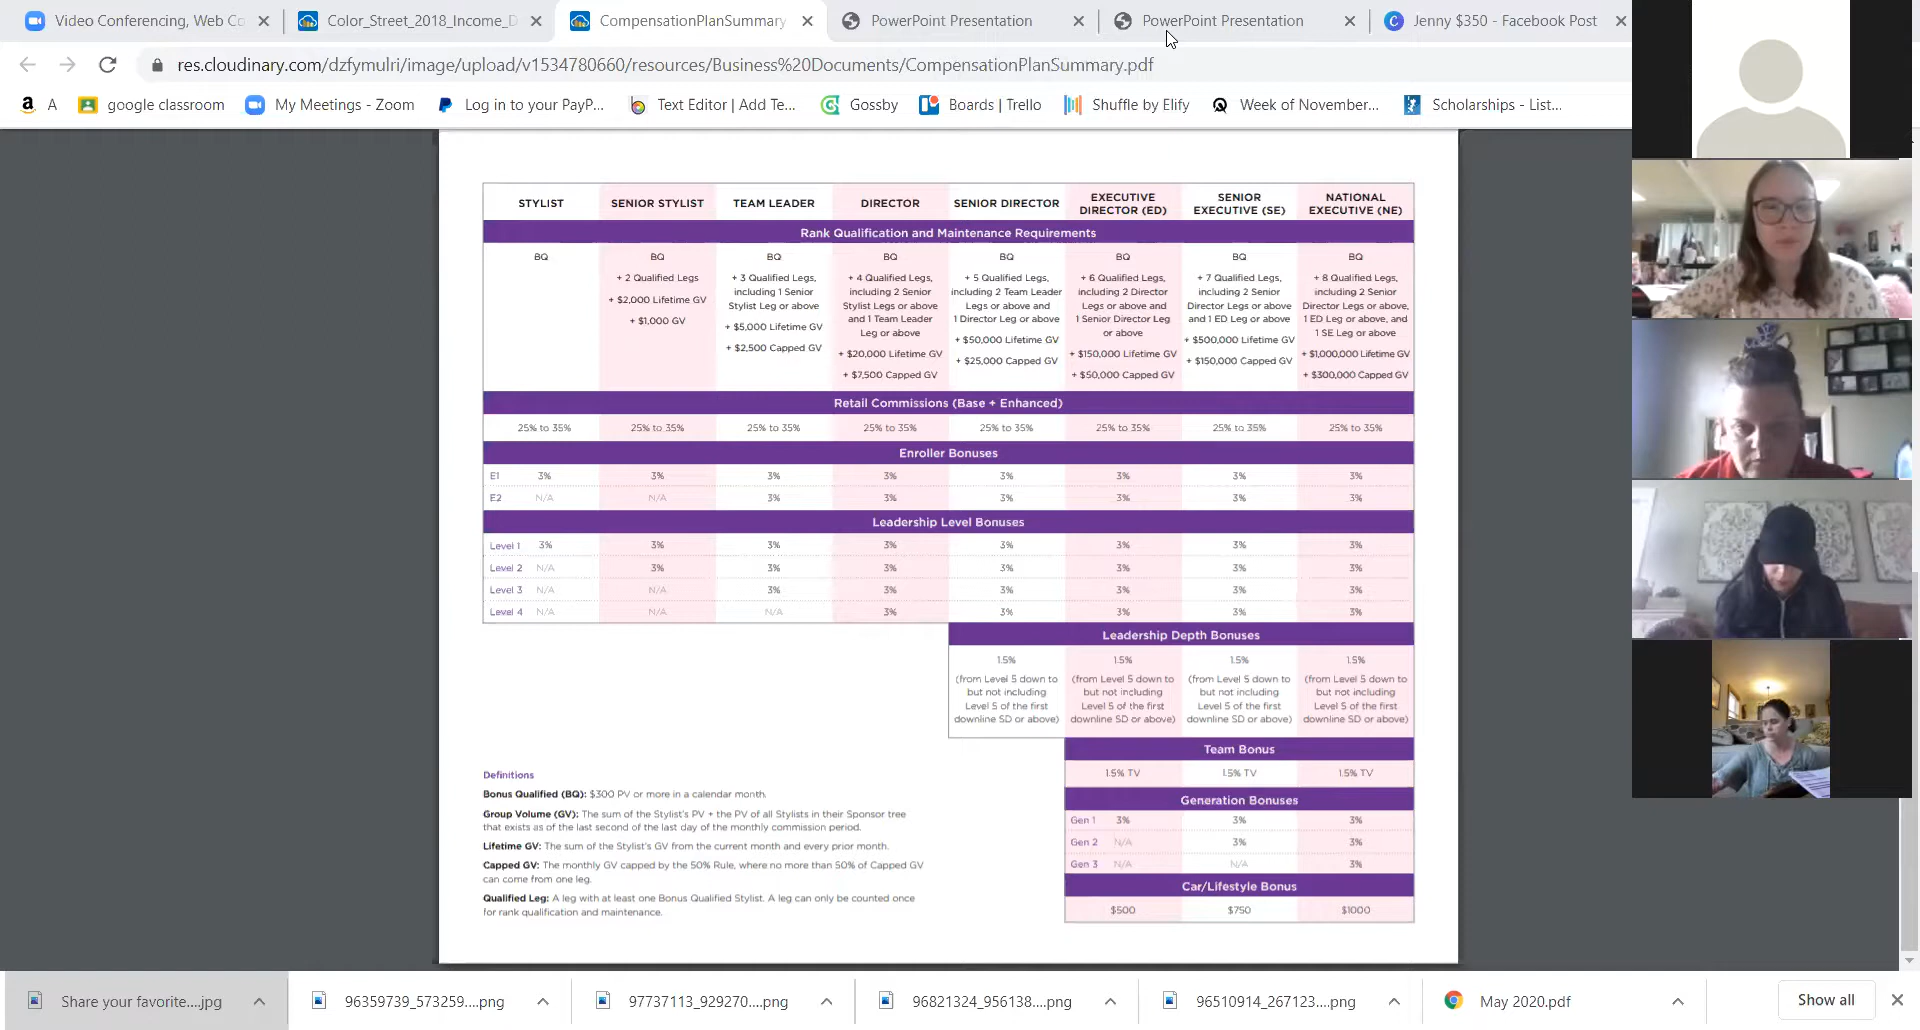 Video Conferencing, Web Co
Color_Street_2018_Income_D
CompensationPlanSummary
PowerPoint Presentation
PowerPoint Presentation
Jenny $350 - Facebook Post
res.cloudinary.com/dzfymulri/image/upload/v1534780660/resources/Business%20Documents/CompensationPlanSummary.pdf
A
google classroom
My Meetings - Zoom
Log in to your PayP...
Text Editor | Add Te...
Gossby
Boards | Trello
Shuffle by Elify
Week of November...
Scholarships - List...
STYLIST SENIOR STYLIST TEAM LEADER DIRECTOR SENIOR DIRECTOR EXECUTIVE DIRECTOR (ED) SENIOR EXECUTIVE (SE) NATIONAL EXECUTIVE (NE)
Rank Qualification and Maintenance Requirements
BQ
BQ
+ 2 Qualified Legs
+ $2,000 Lifetime GV
+ $1,000 GV
BQ
+ 3 Qualified Legs,
including 1 Senior
Stylist Leg or above
+ $5,000 Lifetime GV
+ $2,500 Capped GV
BQ
+ 4 Qualified Legs,
including 2 Senior
Stylist Legs or above
and 1 Team Leader
Leg or above
+ $20,000 Lifetime GV
+ $7,500 Capped GV
BQ
+ 5 Qualified Legs,
including 2 Team Leader
Legs or above and
1 Director Leg or above
+ $50,000 Lifetime GV
+ $25,000 Capped GV
BQ
+ 6 Qualified Legs,
including 2 Director
Legs or above and
1 Senior Director Leg
or above
+ $150,000 Lifetime GV
+ $50,000 Capped GV
BQ
+ 7 Qualified Legs,
including 2 Senior
Director Legs or above
and 1 ED Leg or above
+ $500,000 Lifetime GV
+ $150,000 Capped GV
BQ
+ 8 Qualified Legs,
including 2 Senior
Director Legs or above,
1 ED Leg or above, and
1 SE Leg or above
+ $1,000,000 Lifetime GV
+ $300,000 Capped GV
Retail Commissions (Base + Enhanced)
25% to 35% 25% to 35% 25% to 35% 25% to 35% 25% to 35% 25% to 35% 25% to 35% 25% to 35%
Enroller Bonuses
E1 3% 3% 3% 3% 3% 3% 3% 3%
E2 N/A N/A 3% 3% 3% 3% 3% 3%
Leadership Level Bonuses
Level 1 3% 3% 3% 3% 3% 3% 3% 3%
Level 2 N/A 3% 3% 3% 3% 3% 3% 3%
Level 3 N/A N/A 3% 3% 3% 3% 3% 3%
Level 4 N/A N/A N/A 3% 3% 3% 3% 3%
Leadership Depth Bonuses
1.5% 1.5% 1.5% 1.5%
(from Level 5 down to (from Level 5 down to (from Level 5 down to (from Level 5 down to
but not including but not including but not including but not including
Level 5 of the first Level 5 of the first Level 5 of the first Level 5 of the first
downline SD or above) downline SD or above) downline SD or above) downline SD or above)
Team Bonus
1.5% TV 1.5% TV 1.5% TV
Generation Bonuses
Gen 1 3% 3% 3%
Gen 2 N/A 3% 3%
Gen 3 N/A N/A 3%
Car/Lifestyle Bonus
$500 $750 $1000
Definitions
Bonus Qualified (BQ): $300 PV or more in a calendar month.
Group Volume (GV): The sum of the Stylist's PV + the PV of all Stylists in their Sponsor tree
that exists as of the last second of the last day of the monthly commission period.
Lifetime GV: The sum of the Stylist's GV from the current month and every prior month.
Capped GV: The monthly GV capped by the 50% Rule, where no more than 50% of Capped GV
can come from one leg.
Qualified Leg: A leg with at least one Bonus Qualified Stylist. A leg can only be counted once
for rank qualification and maintenance.
Share your favorite....jpg
96359739_573259....png
97737113_929270....png
96821324_956138....png
96510914_267123....png
May 2020.pdf
Show all